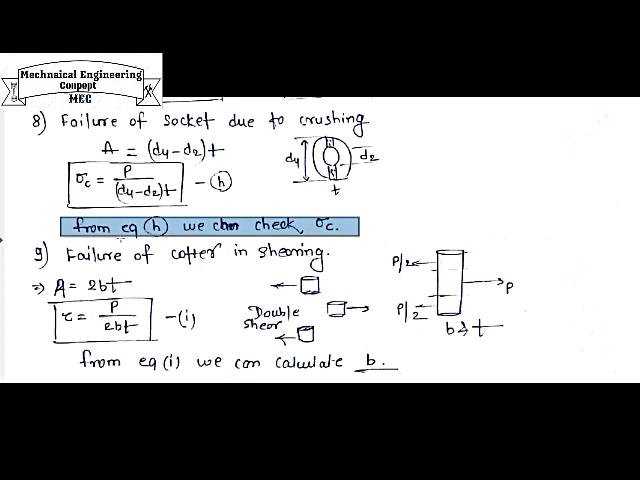 Mechnaical Engineering
Conpept
MEC
8) Failure of socket due to crushing
A = (d4-d2)t
σc = P / (d4-d2)t - (h)
d4
d2
t
from eq (h) we can check, σc.
9) Failure of cotter in shearing.
=> A = 2bt
τ = P / 2bt - (i)
Double
shear
P/2
P
P/2
b
t
from eq (i) we can calculate b.